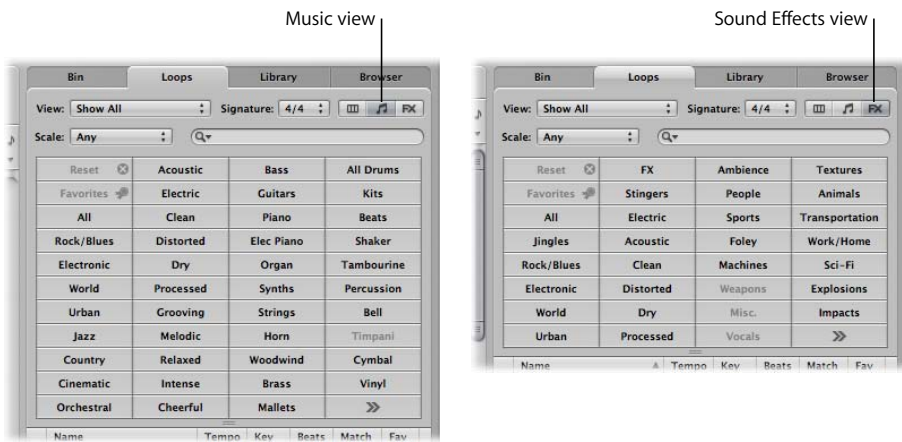 Music view
Sound Effects view
Bin Loops Library Browser
View: Show All Signature: 4/4 FX
Scale: Any
Reset Acoustic Bass All Drums
Favorites Electric Guitars Kits
All Clean Piano Beats
Rock/Blues Distorted Elec Piano Shaker
Electronic Dry Organ Tambourine
World Processed Synths Percussion
Urban Grooving Strings Bell
Jazz Melodic Horn Timpani
Country Relaxed Woodwind Cymbal
Cinematic Intense Brass Vinyl
Orchestral Cheerful Mallets
Name Tempo Key Beats Match Fav
Bin Loops Library Browser
View: Show All Signature: 4/4 FX
Scale: Any
Reset FX Ambience Textures
Favorites Stingers People Animals
All Electric Sports Transportation
Jingles Acoustic Foley Work/Home
Rock/Blues Clean Machines Sci-Fi
Electronic Distorted Weapons Explosions
World Dry Misc. Impacts
Urban Processed Vocals
Name Tempo Key Beats Match Fav